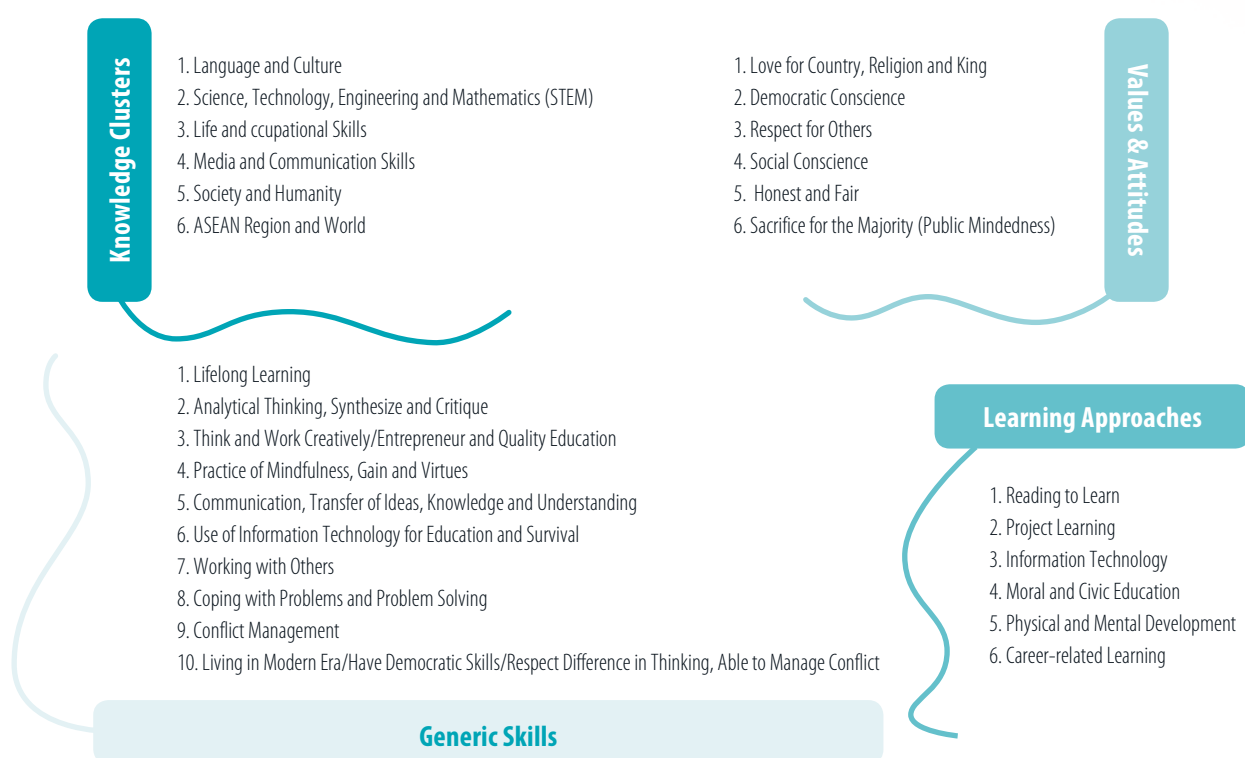 Knowledge Clusters
1. Language and Culture
2. Science, Technology, Engineering and Mathematics (STEM)
3. Life and ccupational Skills
4. Media and Communication Skills
5. Society and Humanity
6. ASEAN Region and World
Values & Attitudes
1. Love for Country, Religion and King
2. Democratic Conscience
3. Respect for Others
4. Social Conscience
5. Honest and Fair
6. Sacrifice for the Majority (Public Mindedness)
1. Lifelong Learning
2. Analytical Thinking, Synthesize and Critique
3. Think and Work Creatively/Entrepreneur and Quality Education
4. Practice of Mindfulness, Gain and Virtues
5. Communication, Transfer of Ideas, Knowledge and Understanding
6. Use of Information Technology for Education and Survival
7. Working with Others
8. Coping with Problems and Problem Solving
9. Conflict Management
10. Living in Modern Era/Have Democratic Skills/Respect Difference in Thinking, Able to Manage Conflict
Generic Skills
Learning Approaches
1. Reading to Learn
2. Project Learning
3. Information Technology
4. Moral and Civic Education
5. Physical and Mental Development
6. Career-related Learning